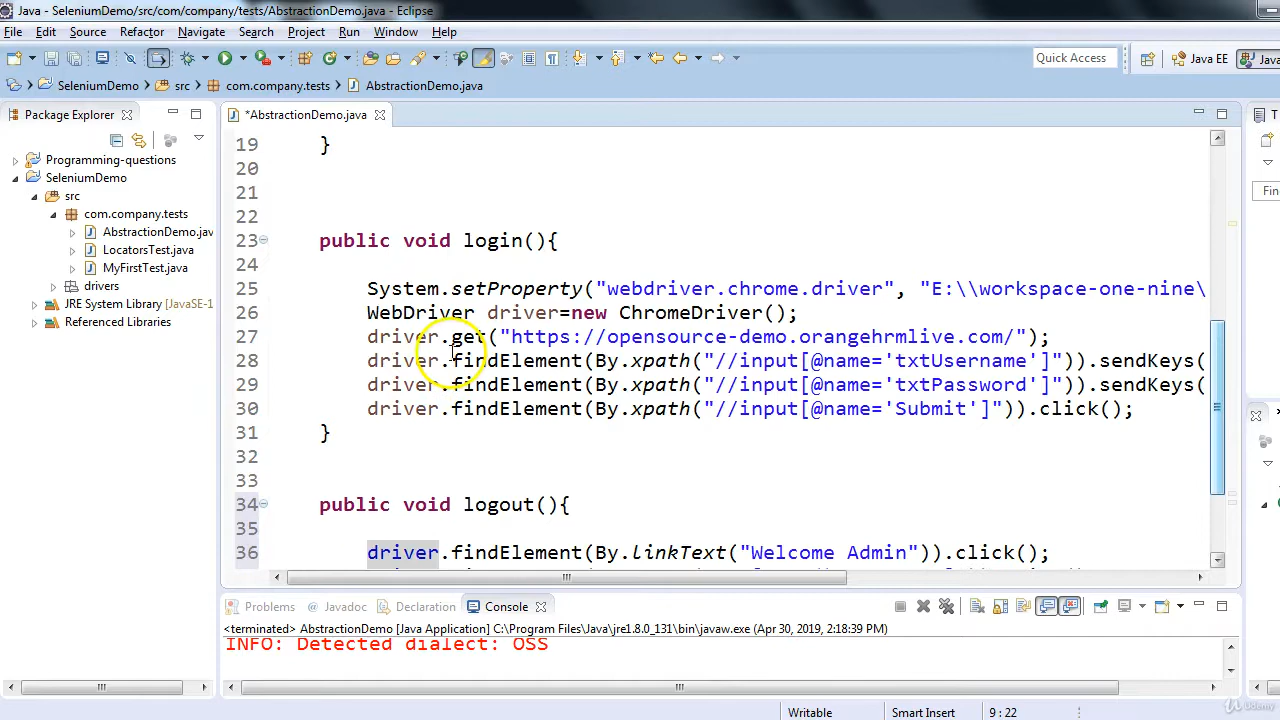 Java - SeleniumDemo/src/com/company/tests/AbstractionDemo.java - Eclipse
File Edit Source Refactor Navigate Search Project Run Window Help
Quick Access
Java EE
Java
SeleniumDemo src com.company.tests AbstractionDemo.java
Package Explorer
*AbstractionDemo.java
Programming-questions
SeleniumDemo
src
com.company.tests
AbstractionDemo.jav
LocatorsTest.java
MyFirstTest.java
drivers
JRE System Library [JavaSE-1
Referenced Libraries
19 }
20
21
22
23 public void login(){
24
25 System.setProperty("webdriver.chrome.driver", "E:\\workspace-one-nine\
26 WebDriver driver=new ChromeDriver();
27 driver.get("https://opensource-demo.orangehrmlive.com/");
28 driver.findElement(By.xpath("//input[@name='txtUsername']")).sendKeys(
29 driver.findElement(By.xpath("//input[@name='txtPassword']")).sendKeys(
30 driver.findElement(By.xpath("//input[@name='Submit']")).click();
31 }
32
33
34 public void logout(){
35
36 driver.findElement(By.linkText("Welcome Admin")).click();
T
Fin
Problems @ Javadoc Declaration Console
<terminated> AbstractionDemo [Java Application] C:\Program Files\Java\jre1.8.0_131\bin\javaw.exe (Apr 30, 2019, 2:18:39 PM)
INFO: Detected dialect: OSS
Writable Smart Insert 9 : 22
Udemy